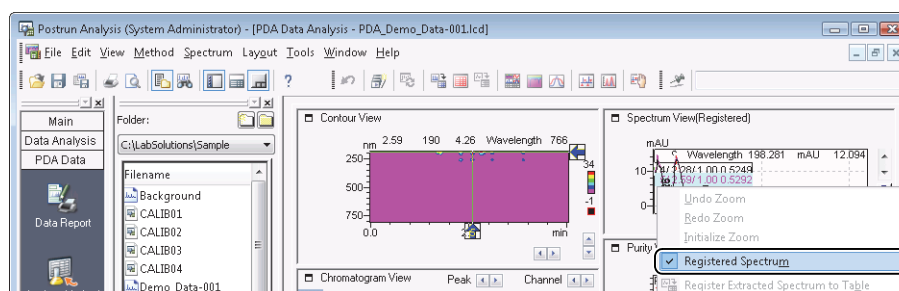 Postrun Analysis (System Administrator) - [PDA Data Analysis - PDA_Demo_Data-001.lcd]
File Edit View Method Spectrum Layout Tools Window Help
Main
Data Analysis
PDA Data
Data Report
Folder:
C:\LabSolutions\Sample
Filename
Background
CALIB01
CALIB02
CALIB03
CALIB04
Demo Data-001
Contour View
nm 2.59 190 4.26 Wavelength 766
250
500
750
0.0
min
34
-1
Chromatogram View Peak Channel
Spectrum View(Registered)
mAU
Wavelength 198.281 mAU 12.094
10
0
Undo Zoom
Redo Zoom
Initialize Zoom
Registered Spectrum
Register Extracted Spectrum to Table
Purity